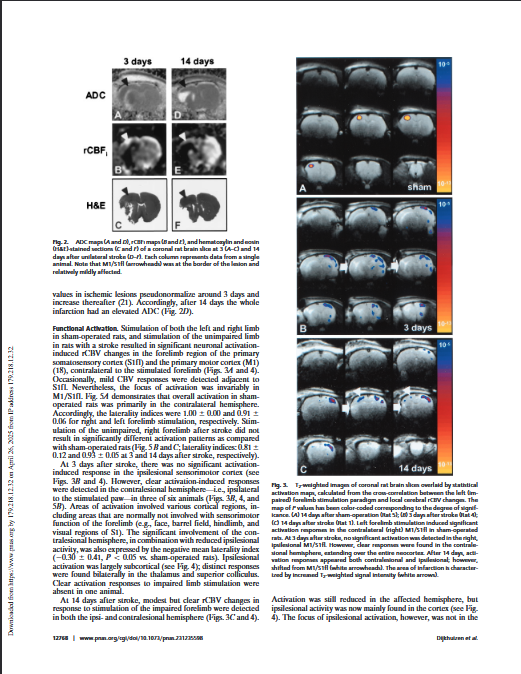 3 days
14 days
ADC
rCBFi
H&E
A
D
B
E
C
F
Fig. 2. ADC maps (A and D), rCBFi maps (B and E), and hematoxylin and eosin
(H&E)-stained sections (C and F) of a coronal rat brain slice at 3 (A–C) and 14
days after unilateral stroke (D–F). Each column represents data from a single
animal. Note that M1/S1fl (arrowheads) was at the border of the lesion and
relatively mildly affected.
values in ischemic lesions pseudonormalize around 3 days and
increase thereafter (21). Accordingly, after 14 days the whole
infarction had an elevated ADC (Fig. 2D).
Functional Activation. Stimulation of both the left and right limb
in sham-operated rats, and stimulation of the unimpaired limb
in rats with a stroke resulted in significant neuronal activation-
induced rCBV changes in the forelimb region of the primary
somatosensory cortex (S1fl) and the primary motor cortex (M1)
(18), contralateral to the stimulated forelimb (Figs. 3A and 4).
Occasionally, mild CBV responses were detected adjacent to
S1fl. Nevertheless, the focus of activation was invariably in
M1/S1fl. Fig. 5A demonstrates that overall activation in sham-
operated rats was primarily in the contralateral hemisphere.
Accordingly, the laterality indices were 1.00 ± 0.00 and 0.91 ±
0.06 for right and left forelimb stimulation, respectively. Stim-
ulation of the unimpaired, right forelimb after stroke did not
result in significantly different activation patterns as compared
with sham-operated rats (Fig. 5 B and C; laterality indices: 0.81 ±
0.12 and 0.93 ± 0.05 at 3 and 14 days after stroke, respectively).
At 3 days after stroke, there was no significant activation-
induced response in the ipsilesional sensorimotor cortex (see
Figs. 3B and 4). However, clear activation-induced responses
were detected in the contralesional hemisphere—i.e., ipsilateral
to the stimulated paw—in three of six animals (Figs. 3B, 4, and
5B). Areas of activation involved various cortical regions, in-
cluding areas that are normally not involved with sensorimotor
function of the forelimb (e.g., face, barrel field, hindlimb, and
visual regions of S1). The significant involvement of the con-
tralesional hemisphere, in combination with reduced ipsilesional
activity, was also expressed by the negative mean laterality index
(−0.30 ± 0.41, P < 0.05 vs. sham-operated rats). Ipsilesional
activation was largely subcortical (see Fig. 4); distinct responses
were found bilaterally in the thalamus and superior colliculus.
Clear activation responses to impaired limb stimulation were
absent in one animal.
At 14 days after stroke, modest but clear rCBV changes in
response to stimulation of the impaired forelimb were detected
in both the ipsi- and contralesional hemisphere (Figs. 3C and 4).
A
sham
B
3 days
C
14 days
Fig. 3. T2-weighted images of coronal rat brain slices overlaid by statistical
activation maps, calculated from the cross-correlation between the left (im-
paired) forelimb stimulation paradigm and local cerebral rCBV changes. The
map of P values has been color-coded corresponding to the degree of signif-
icance. (A) 14 days after sham-operation (Rat 5); (B) 3 days after stroke (Rat 4);
(C) 14 days after stroke (Rat 1). Left forelimb stimulation induced significant
activation responses in the contralateral (right) M1/S1fl in sham-operated
rats. At 3 days after stroke, no significant activation was detected in the right,
ipsilesional M1/S1fl. However, clear responses were found in the contrale-
sional hemisphere, extending over the entire neocortex. After 14 days, acti-
vation responses appeared both contralesional and ipsilesional; however,
shifted from M1/S1fl (white arrowheads). The area of infarction is character-
ized by increased T2-weighted signal intensity (white arrows).
Activation was still reduced in the affected hemisphere, but
ipsilesional activity was now mainly found in the cortex (see Fig.
4). The focus of ipsilesional activation, however, was not in the
12768 | www.pnas.org/cgi/doi/10.1073/pnas.231235598
Dijkhuizen et al.
Downloaded from https://www.pnas.org by 179.218.12.32 on April 26, 2025 from IP address 179.218.12.32.